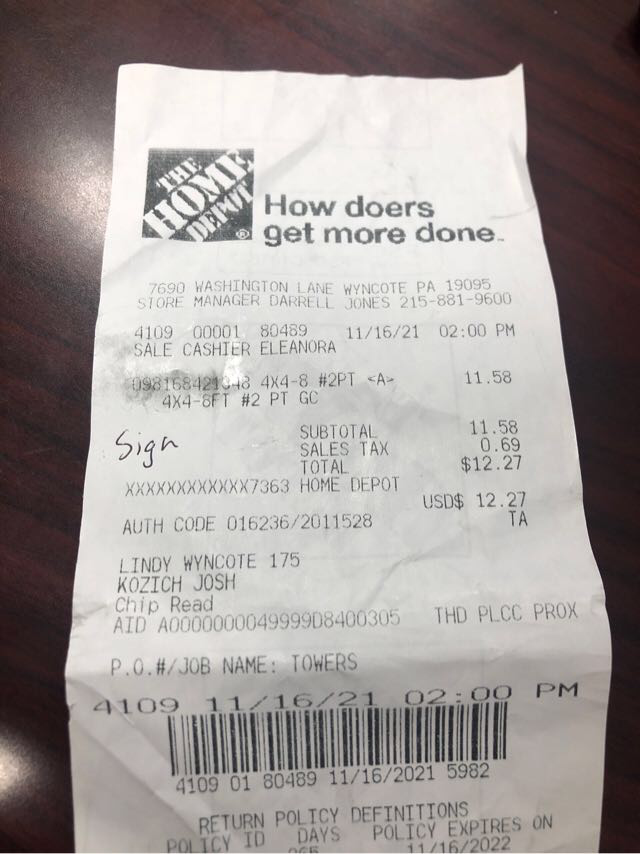 THE
HOME
DEPOT
How doers
get more done.
7690 WASHINGTON LANE WYNCOTE PA 19095
STORE MANAGER DARRELL JONES 215-881-9600
4109 00001 80489 11/16/21 02:00 PM
SALE CASHIER ELEANORA
4X4-8 #2PT <A> 11.58
4X4-8FT #2 PT GC
Sign
SUBTOTAL 11.58
SALES TAX 0.69
TOTAL $12.27
XXXXXXXXXXXX7363 HOME DEPOT
USD$ 12.27
AUTH CODE 016236/2011528 TA
LINDY WYNCOTE 175
KOZICH JOSH
Chip Read
AID A0000000049999D8400305 THD PLCC PROX
P.O.#/JOB NAME: TOWERS
4109 11/16/21 02:00 PM
4109 01 80489 11/16/2021 5982
RETURN POLICY DEFINITIONS
POLICY ID DAYS POLICY EXPIRES ON
11/16/2022